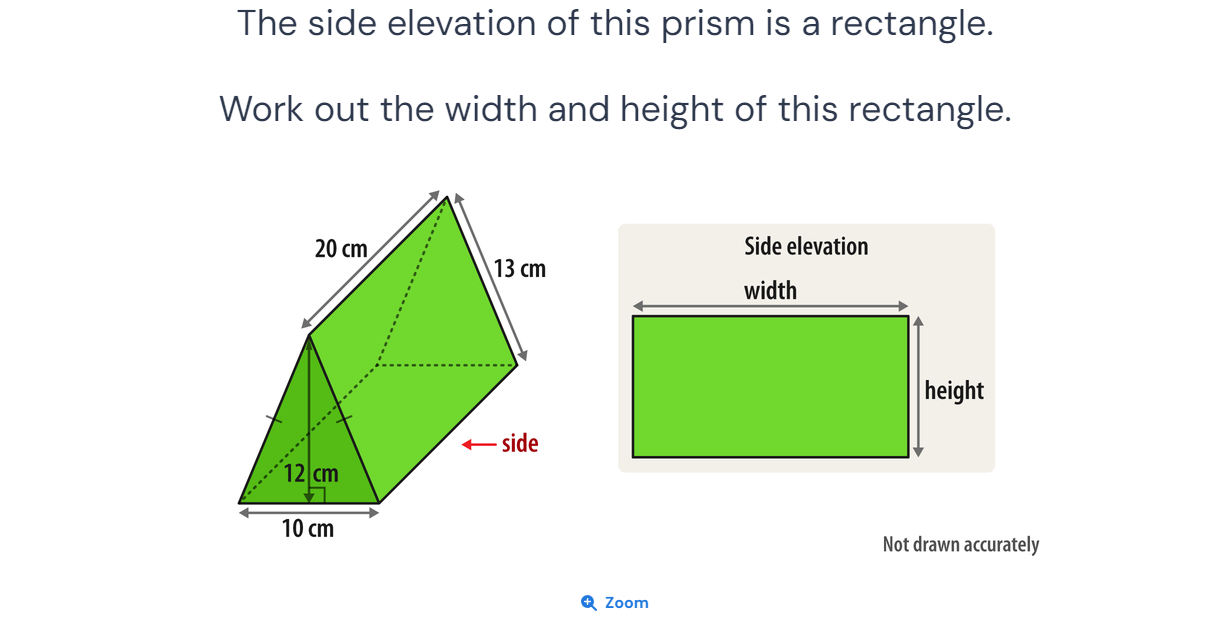 The side elevation of this prism is a rectangle.
Work out the width and height of this rectangle.
20 cm
13 cm
12 cm
10 cm
side
Side elevation
width
height
Not drawn accurately
Zoom